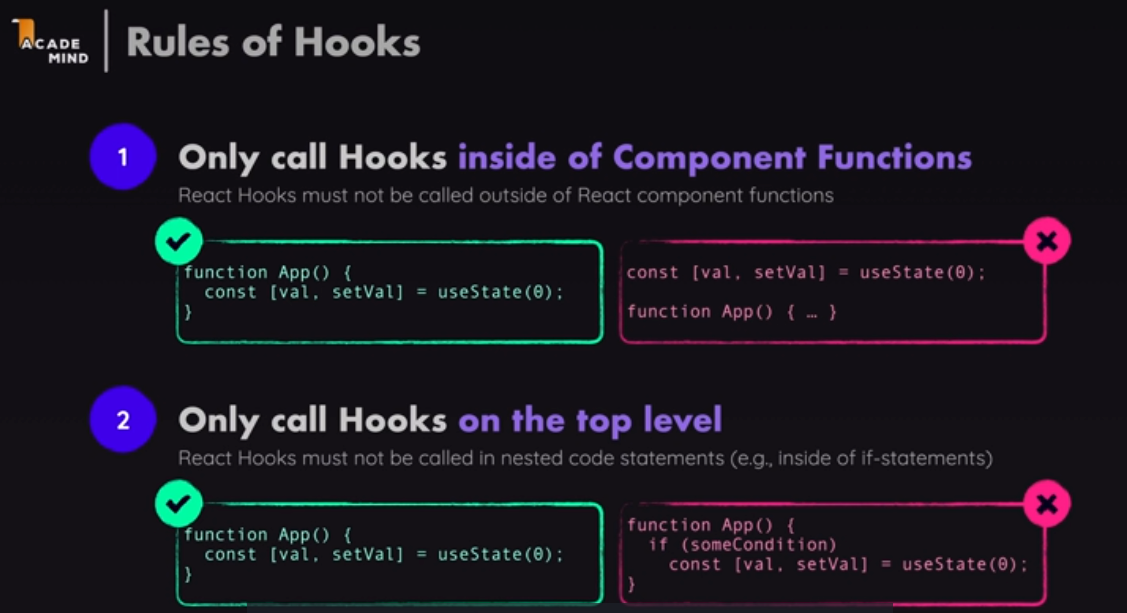 ACADE
MIND
Rules of Hooks
1
Only call Hooks inside of Component Functions
React Hooks must not be called outside of React component functions
function App() {
  const [val, setVal] = useState(0);
}
const [val, setVal] = useState(0);
function App() { … }
2
Only call Hooks on the top level
React Hooks must not be called in nested code statements (e.g., inside of if-statements)
function App() {
  const [val, setVal] = useState(0);
}
function App() {
  if (someCondition)
    const [val, setVal] = useState(0);
}